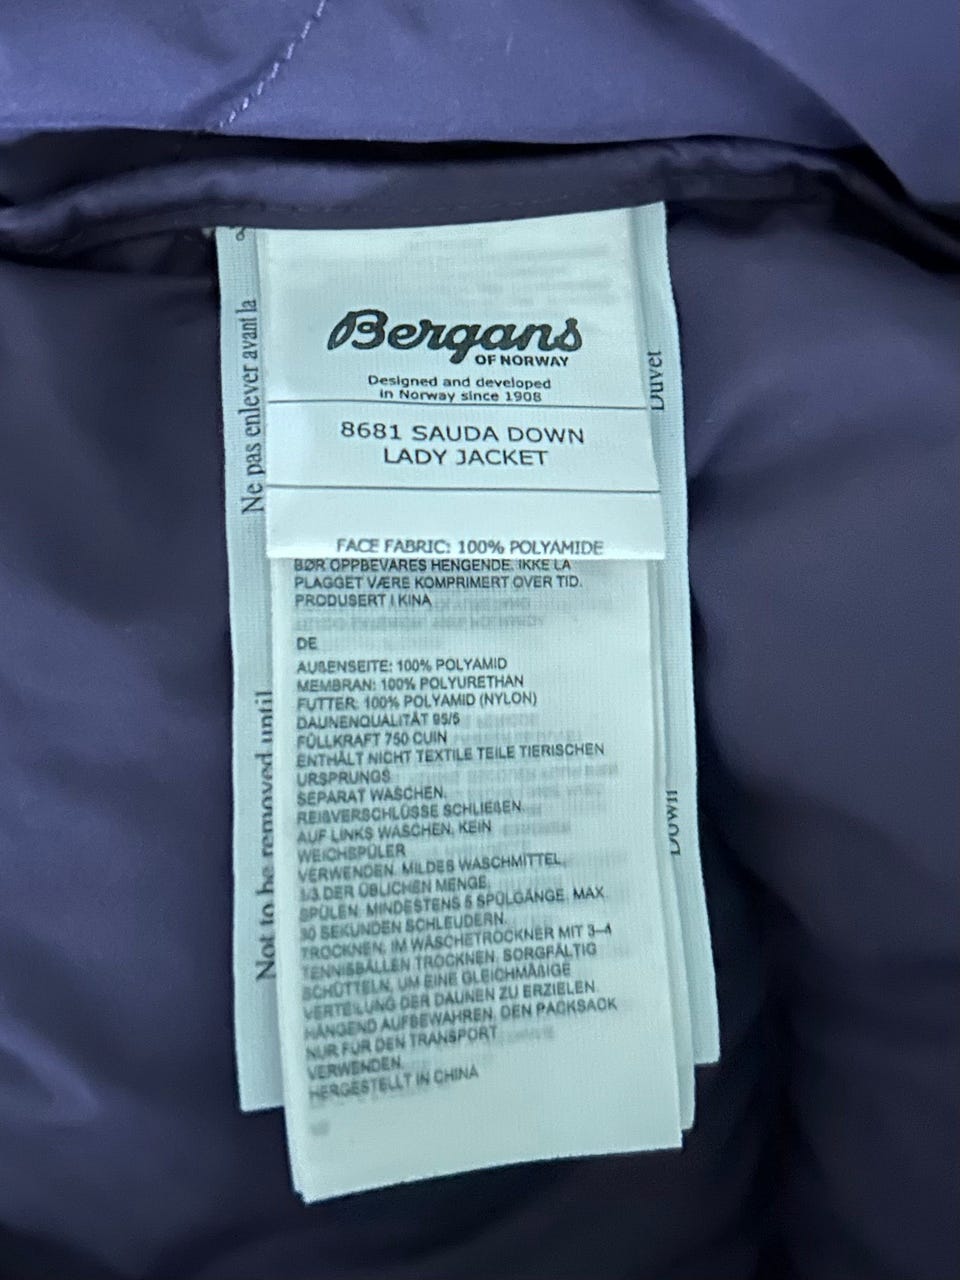 Bergans
OF NORWAY
Designed and developed
in Norway since 1908
8681 SAUDA DOWN
LADY JACKET
FACE FABRIC: 100% POLYAMIDE
BØR OPPBEVARES HENGENDE. IKKE LA
PLAGGET VÆRE KOMPRIMERT OVER TID.
PRODUSERT I KINA
DE
AUßENSEITE: 100% POLYAMID
MEMBRAN: 100% POLYURETHAN
FUTTER: 100% POLYAMID (NYLON)
DAUNENQUALITÄT 95/5
FÜLLKRAFT 750 CUIN
ENTHÄLT NICHT TEXTILE TEILE TIERISCHEN
URSPRUNGS
SEPARAT WASCHEN.
REIßVERSCHLÜSSE SCHLIEßEN.
AUF LINKS WASCHEN. KEIN
WEICHSPÜLER
VERWENDEN. MILDES WASCHMITTEL,
1/3 DER ÜBLICHEN MENGE.
SPÜLEN: MINDESTENS 5 SPÜLGÄNGE. MAX.
30 SEKUNDEN SCHLEUDERN.
TROCKNEN: IM WÄSCHETROCKNER MIT 3–4
TENNISBÄLLEN TROCKNEN. SORGFÄLTIG
SCHÜTTELN, UM EINE GLEICHMÄßIGE
VERTEILUNG DER DAUNEN ZU ERZIELEN.
HÄNGEND AUFBEWAHREN. DEN PACKSACK
NUR FÜR DEN TRANSPORT
VERWENDEN.
HERGESTELLT IN CHINA
Ne pas enlever avant la
Not to be removed until
Duvet
Down